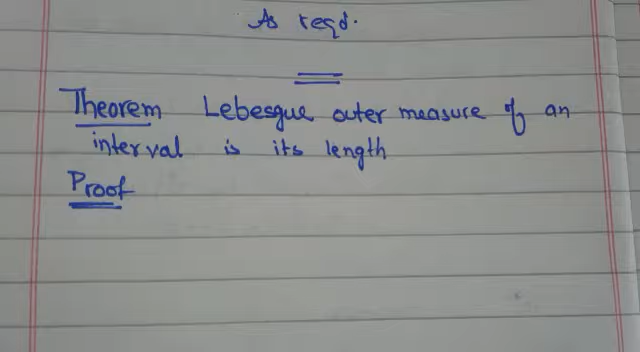 As reqd.
Theorem Lebesgue outer measure of an
interval is its length
Proof